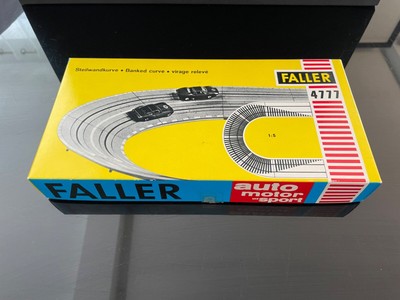 Steilwandkurve • Banked curve • virage relevé
FALLER
4777
1:5
FALLER
auto
motor
sport